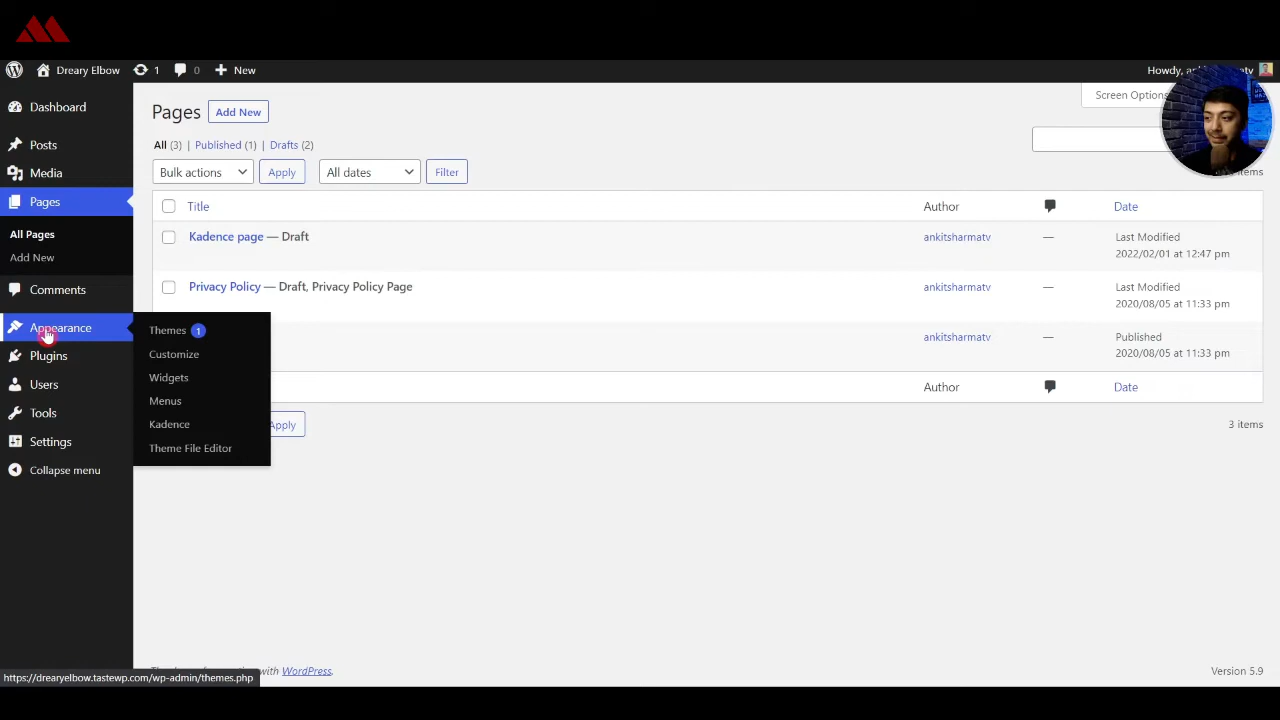 Dreary Elbow
1
0
New
Howdy,
Screen Options
Dashboard
Posts
Media
Pages
All Pages
Add New
Comments
Appearance
Plugins
Users
Tools
Settings
Collapse menu
Themes 1
Customize
Widgets
Menus
Kadence
Theme File Editor
Pages
Add New
All (3) | Published (1) | Drafts (2)
Bulk actions
Apply
All dates
Filter
items
Title
Author
Date
Kadence page — Draft
ankitsharmatv
—
Last Modified
2022/02/01 at 12:47 pm
Privacy Policy — Draft, Privacy Policy Page
ankitsharmatv
—
Last Modified
2020/08/05 at 11:33 pm
ankitsharmatv
—
Published
2020/08/05 at 11:33 pm
Author
Date
Apply
3 items
with WordPress.
Version 5.9
https://drearyelbow.tastewp.com/wp-admin/themes.php